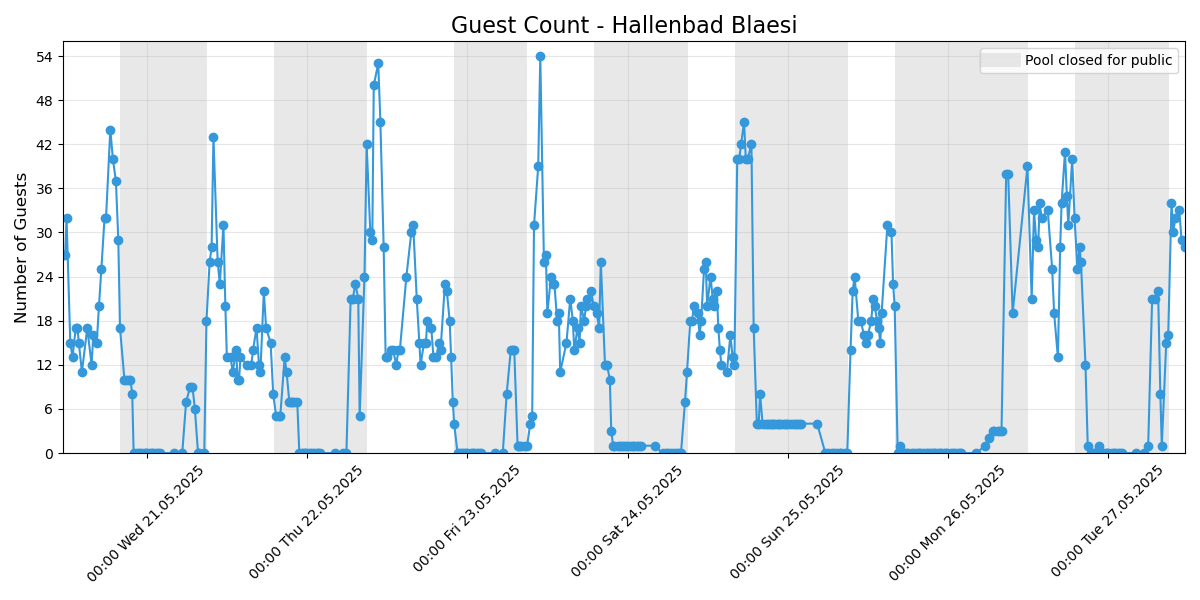 Guest Count - Hallenbad Blaesi
Pool closed for public
Number of Guests
54
48
42
36
30
24
18
12
6
0
00:00 Wed 21.05.2025
00:00 Thu 22.05.2025
00:00 Fri 23.05.2025
00:00 Sat 24.05.2025
00:00 Sun 25.05.2025
00:00 Mon 26.05.2025
00:00 Tue 27.05.2025